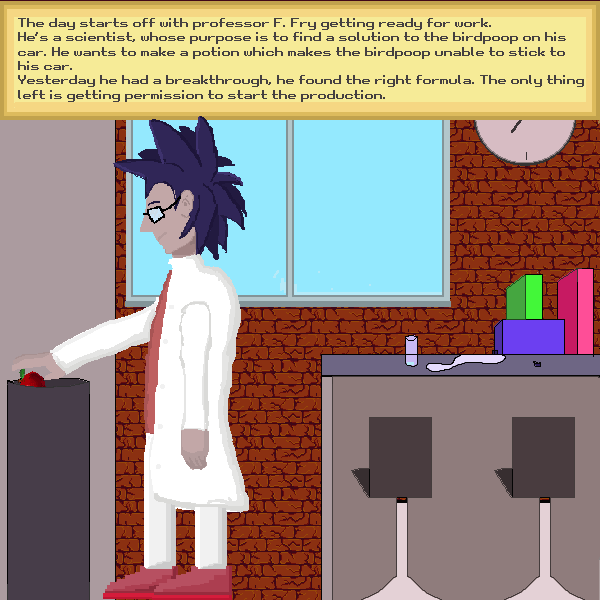 The day starts off with professor F. Fry getting ready for work.
He's a scientist, whose purpose is to find a solution to the birdpoop on his
car. He wants to make a potion which makes the birdpoop unable to stick to
his car.
Yesterday he had a breakthrough, he found the right formula. The only thing
left is getting permission to start the production.